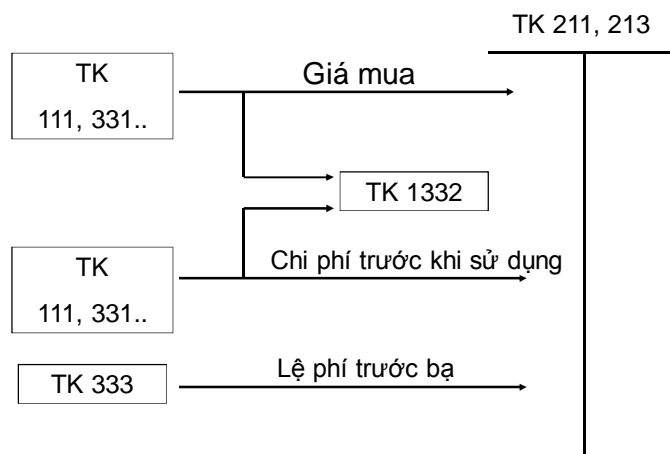 TK 211, 213
TK
111, 331..
Giá mua
TK 1332
TK
111, 331..
Chi phí trước khi sử dụng
TK 333
Lệ phí trước bạ